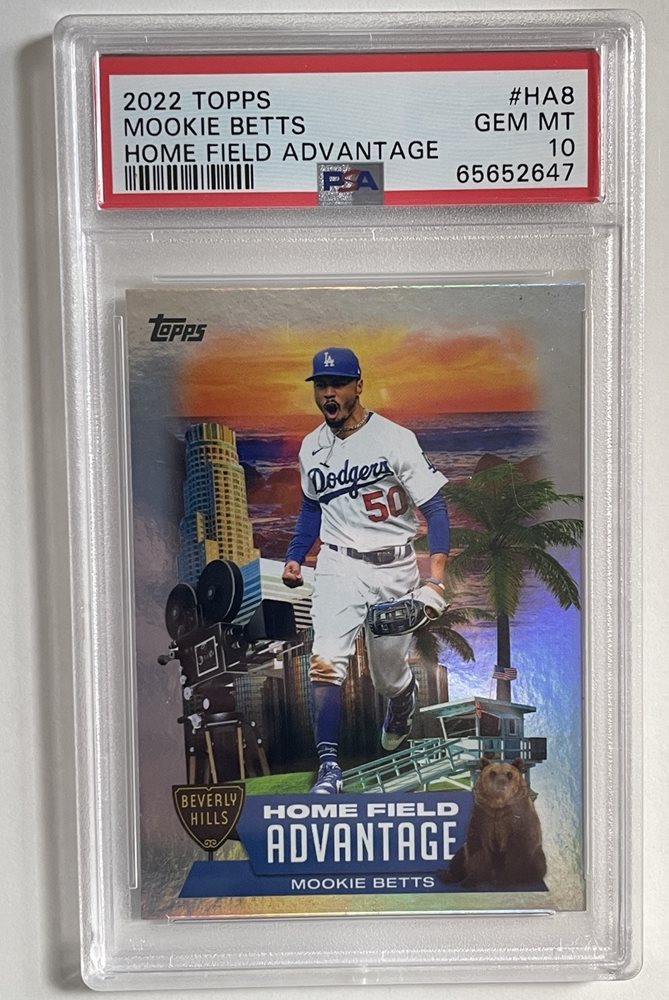 2022 TOPPS #HA8
MOOKIE BETTS GEM MT
HOME FIELD ADVANTAGE 10
PSA 65652647
Topps
LA
Dodgers
50
BEVERLY
HILLS
HOME FIELD
ADVANTAGE
MOOKIE BETTS